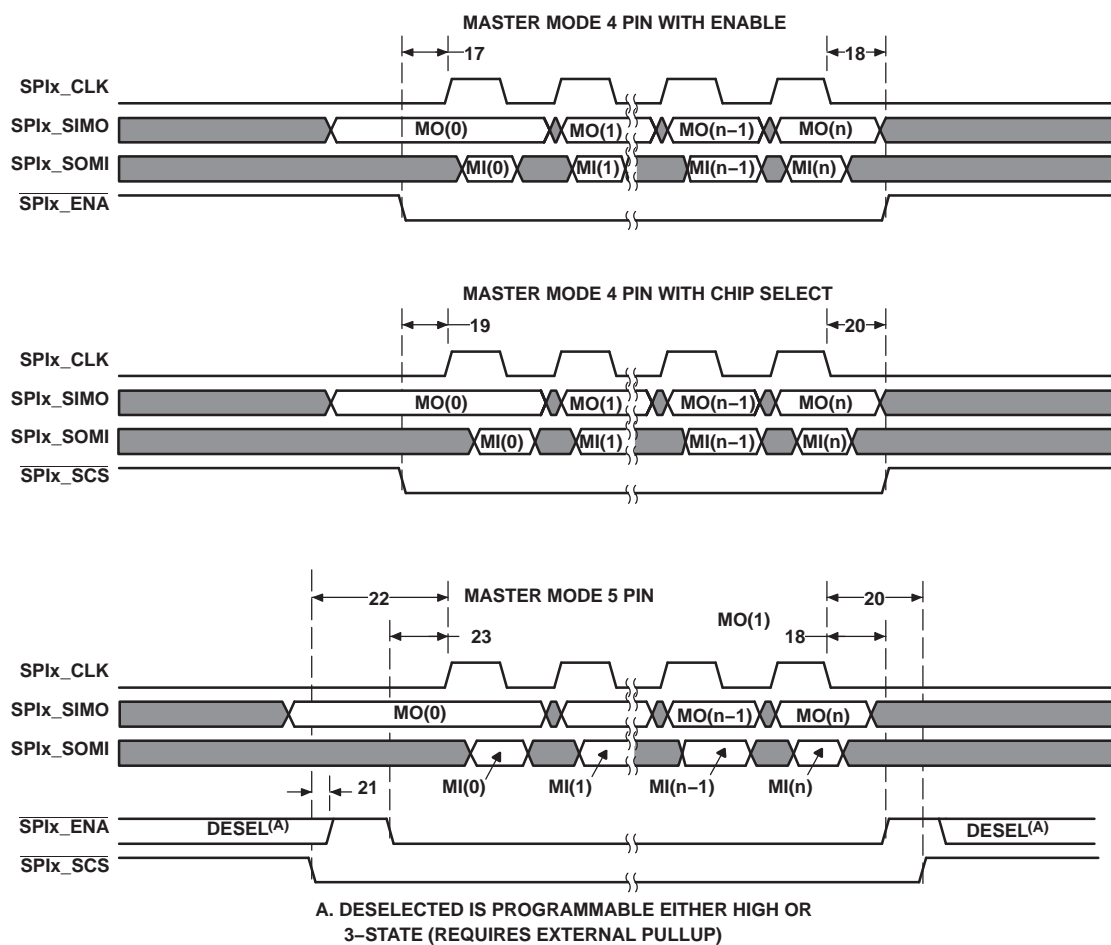 MASTER MODE 4 PIN WITH ENABLE
17
18
SPIx_CLK
SPIx_SIMO
MO(0)
MO(1)
MO(n−1)
MO(n)
SPIx_SOMI
MI(0)
MI(1)
MI(n−1)
MI(n)
SPIx_ENA
MASTER MODE 4 PIN WITH CHIP SELECT
19
20
SPIx_CLK
SPIx_SIMO
MO(0)
MO(1)
MO(n−1)
MO(n)
SPIx_SOMI
MI(0)
MI(1)
MI(n−1)
MI(n)
SPIx_SCS
22
MASTER MODE 5 PIN
20
MO(1)
23
18
SPIx_CLK
SPIx_SIMO
MO(0)
MO(n−1)
MO(n)
SPIx_SOMI
21
MI(0)
MI(1)
MI(n−1)
MI(n)
SPIx_ENA
DESEL(A)
DESEL(A)
SPIx_SCS
A. DESELECTED IS PROGRAMMABLE EITHER HIGH OR
3−STATE (REQUIRES EXTERNAL PULLUP)